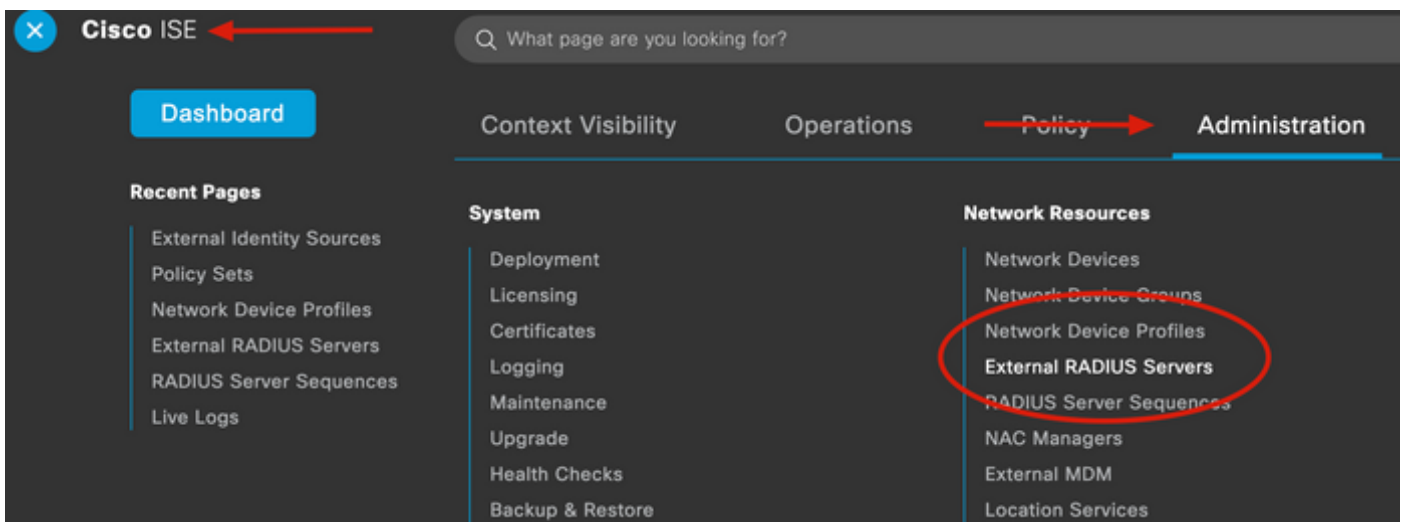 Cisco ISE
What page are you looking for?
Dashboard
Context Visibility
Operations
Policy
Administration
Recent Pages
External Identity Sources
Policy Sets
Network Device Profiles
External RADIUS Servers
RADIUS Server Sequences
Live Logs
System
Deployment
Licensing
Certificates
Logging
Maintenance
Upgrade
Health Checks
Backup & Restore
Network Resources
Network Devices
Network Device Groups
Network Device Profiles
External RADIUS Servers
RADIUS Server Sequences
NAC Managers
External MDM
Location Services